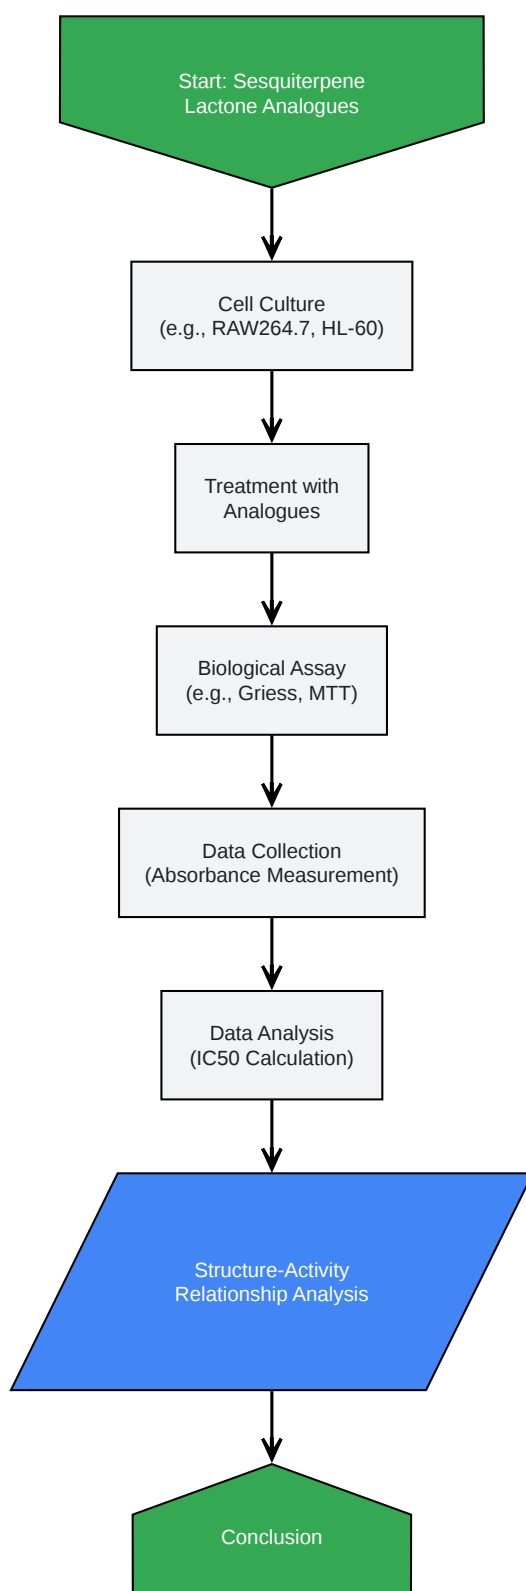 Start: Sesquiterpene
Lactone Analogues
Cell Culture
(e.g., RAW264.7, HL-60)
Treatment with
Analogues
Biological Assay
(e.g., Griess, MTT)
Data Collection
(Absorbance Measurement)
Data Analysis
(IC50 Calculation)
Structure-Activity
Relationship Analysis
Conclusion